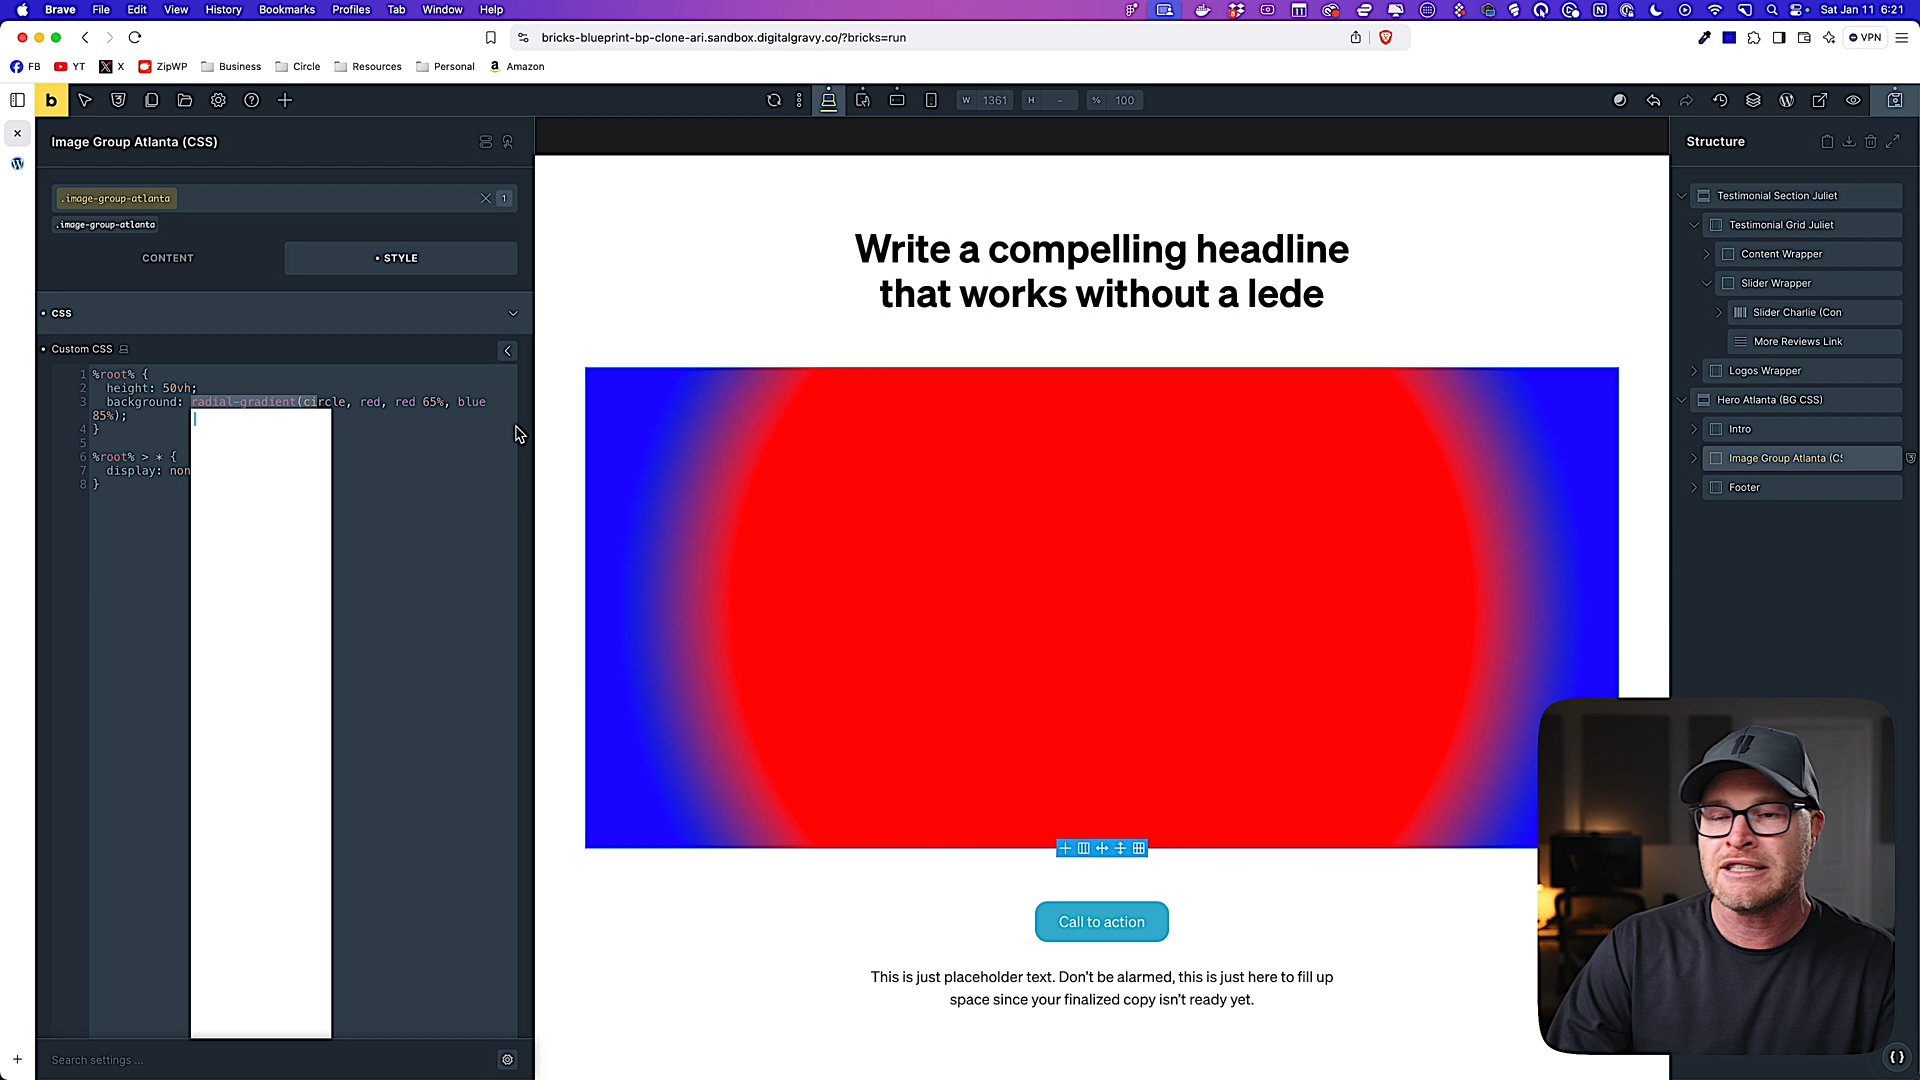 Brave File Edit View History Bookmarks Profiles Tab Window Help
Sat Jan 11 6:21
bricks-blueprint-bp-clone-ari.sandbox.digitalgravy.co/?bricks=run
VPN
FB YT X ZipWP Business Circle Resources Personal Amazon
b
W 1361 H - % 100
Image Group Atlanta (CSS)
.image-group-atlanta
1
.image-group-atlanta
CONTENT
STYLE
CSS
Custom CSS
1 %root% {
2 height: 50vh;
3 background: radial-gradient(circle, red, red 65%, blue
85%);
4 }
5
6 %root% > * {
7 display: non
8 }
Search settings ...
Write a compelling headline
that works without a lede
Call to action
This is just placeholder text. Don't be alarmed, this is just here to fill up
space since your finalized copy isn't ready yet.
Structure
Testimonial Section Juliet
Testimonial Grid Juliet
Content Wrapper
Slider Wrapper
Slider Charlie (Con
More Reviews Link
Logos Wrapper
Hero Atlanta (BG CSS)
Intro
Image Group Atlanta (CS
Footer